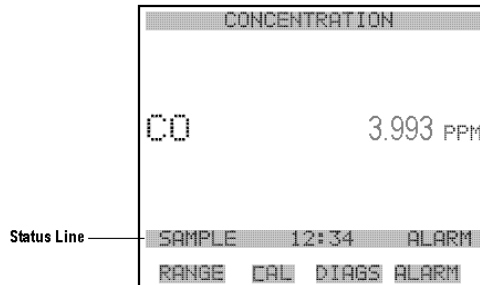 CONCENTRATION
CO 3.993 PPM
Status Line
SAMPLE 12:34 ALARM
RANGE CAL DIAGS ALARM